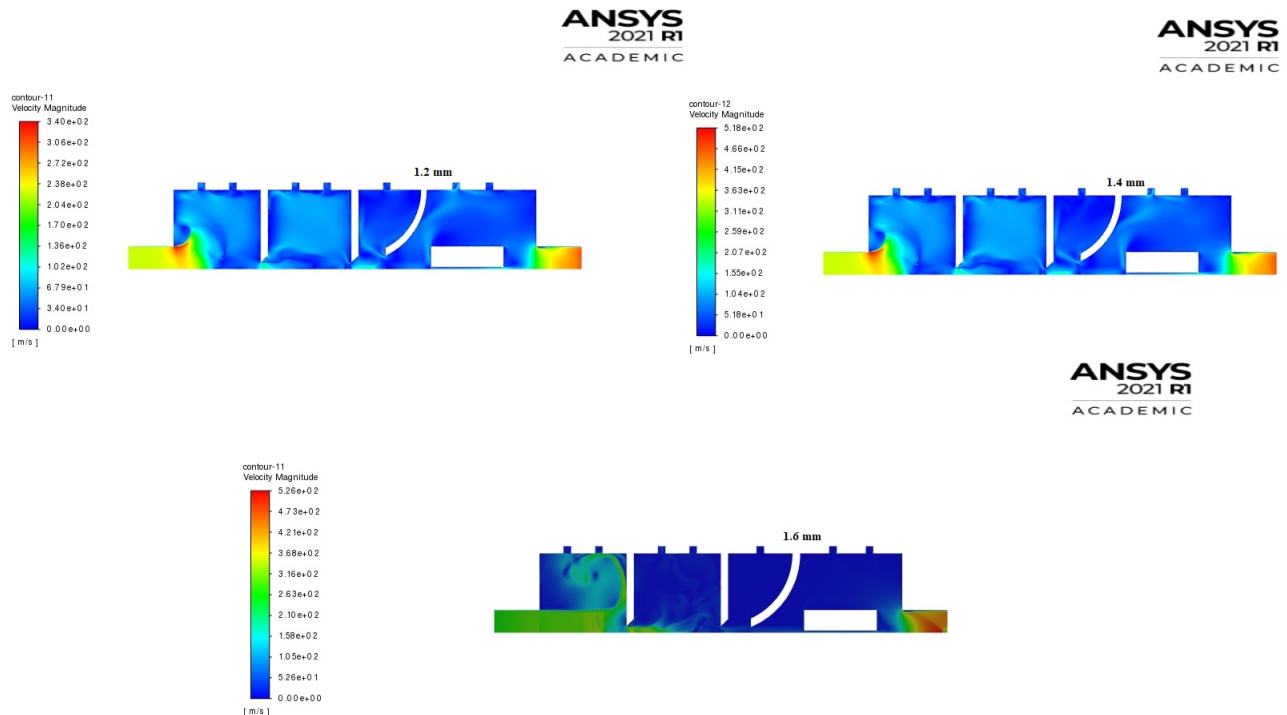 ANSYS
2021 R1
ACADEMIC
contour-11
Velocity Magnitude
3.40e+02
3.06e+02
2.72e+02
2.38e+02
2.04e+02
1.70e+02
1.36e+02
1.02e+02
6.79e+01
3.40e+01
0.00e+00
[ m/s ]
1.2 mm
ANSYS
2021 R1
ACADEMIC
contour-12
Velocity Magnitude
5.18e+02
4.66e+02
4.15e+02
3.63e+02
3.11e+02
2.59e+02
2.07e+02
1.55e+02
1.04e+02
5.18e+01
0.00e+00
[ m/s ]
1.4 mm
ANSYS
2021 R1
ACADEMIC
contour-11
Velocity Magnitude
5.26e+02
4.73e+02
4.21e+02
3.68e+02
3.16e+02
2.63e+02
2.10e+02
1.58e+02
1.05e+02
5.26e+01
0.00e+00
[ m/s ]
1.6 mm